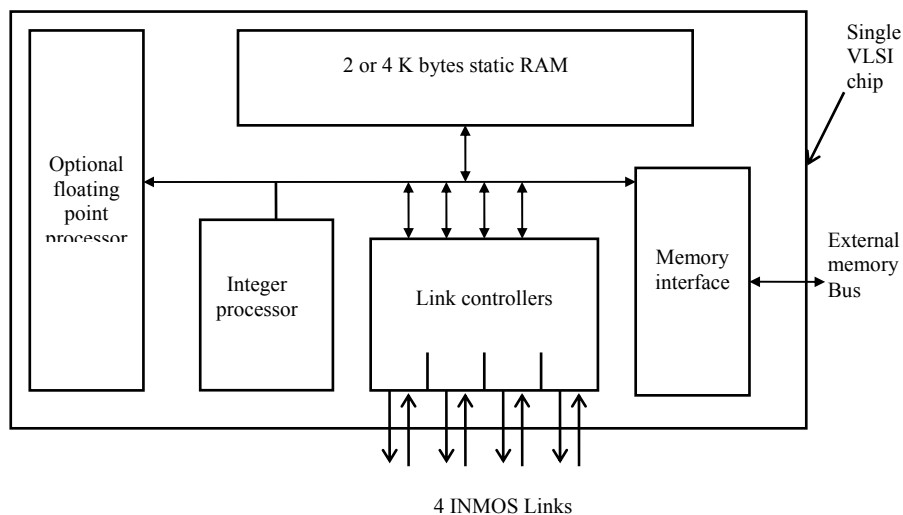 2 or 4 K bytes static RAM
Single
VLSI
chip
Optional
floating
point
processor
Integer
processor
Link controllers
Memory
interface
External
memory
Bus
4 INMOS Links